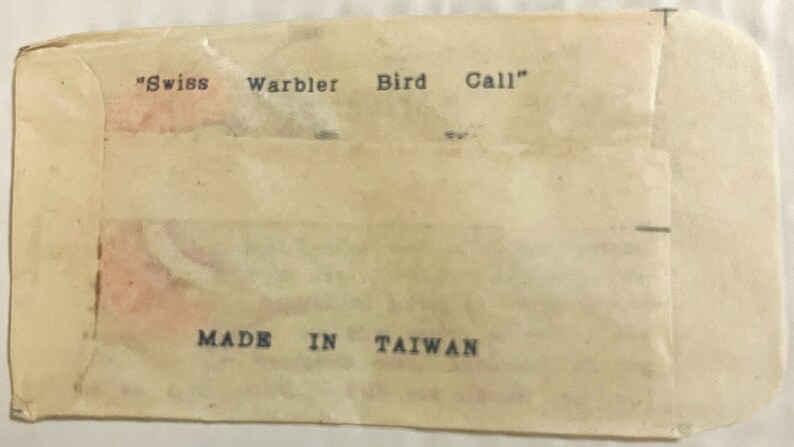 "Swiss Warbler Bird Call"
MADE IN TAIWAN